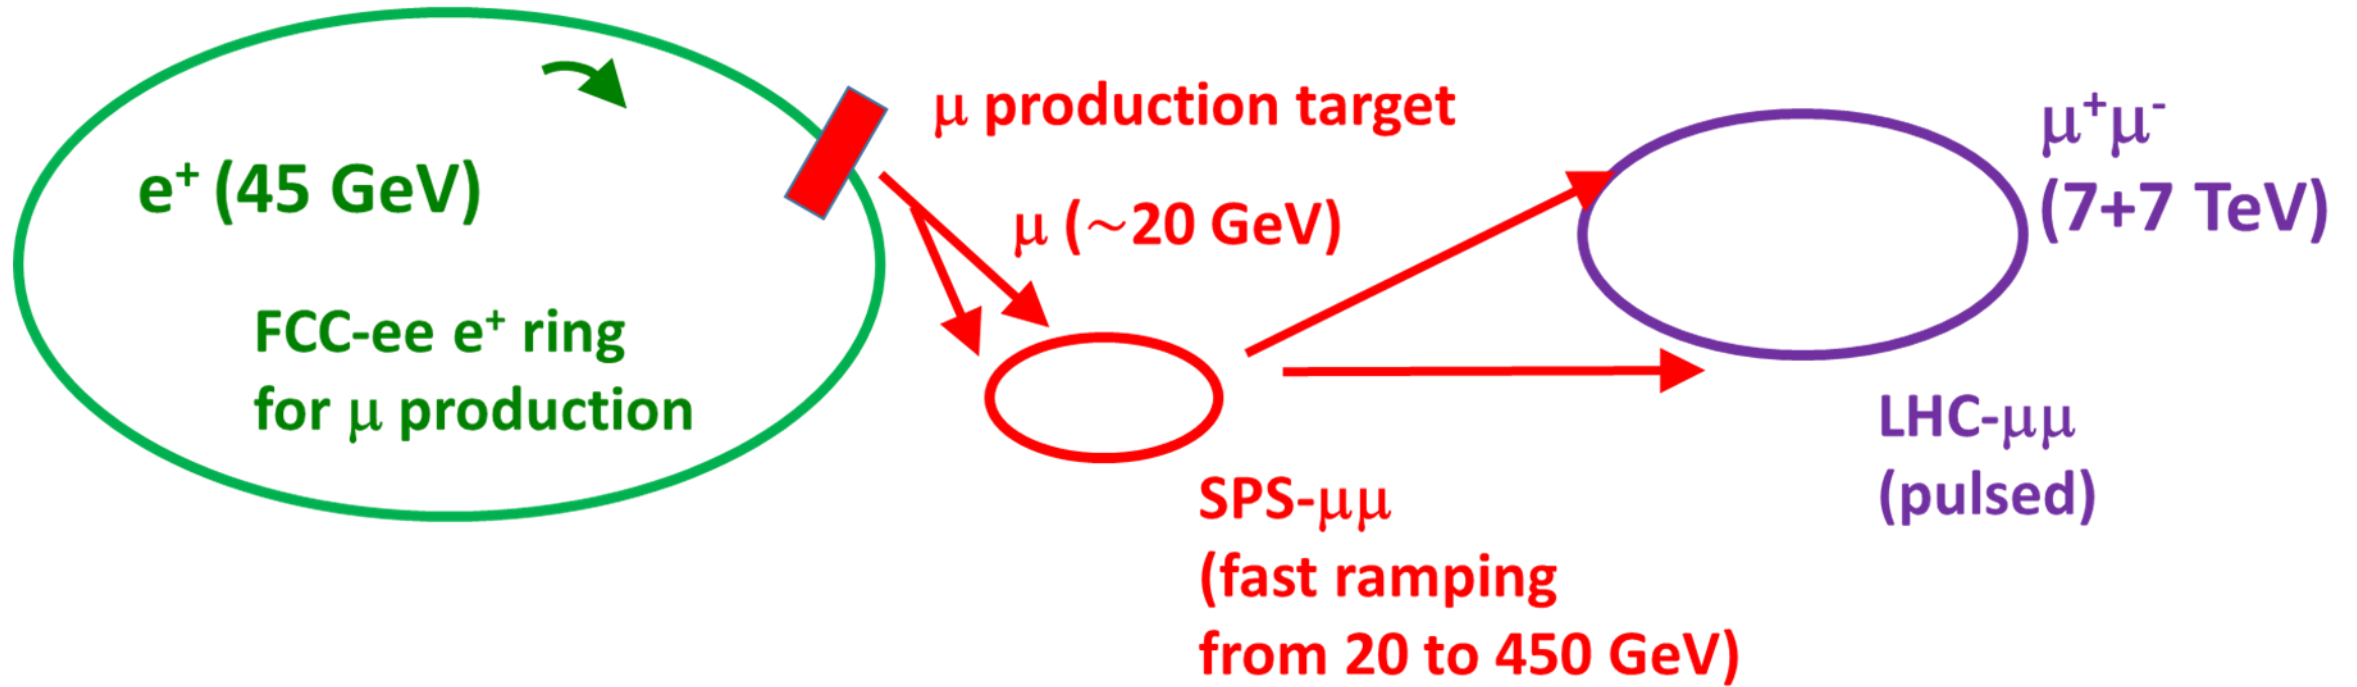 e⁺ (45 GeV)
FCC-ee e⁺ ring
for μ production
μ production target
μ (~20 GeV)
SPS-μμ
(fast ramping
from 20 to 450 GeV)
μ⁺μ⁻
(7+7 TeV)
LHC-μμ
(pulsed)